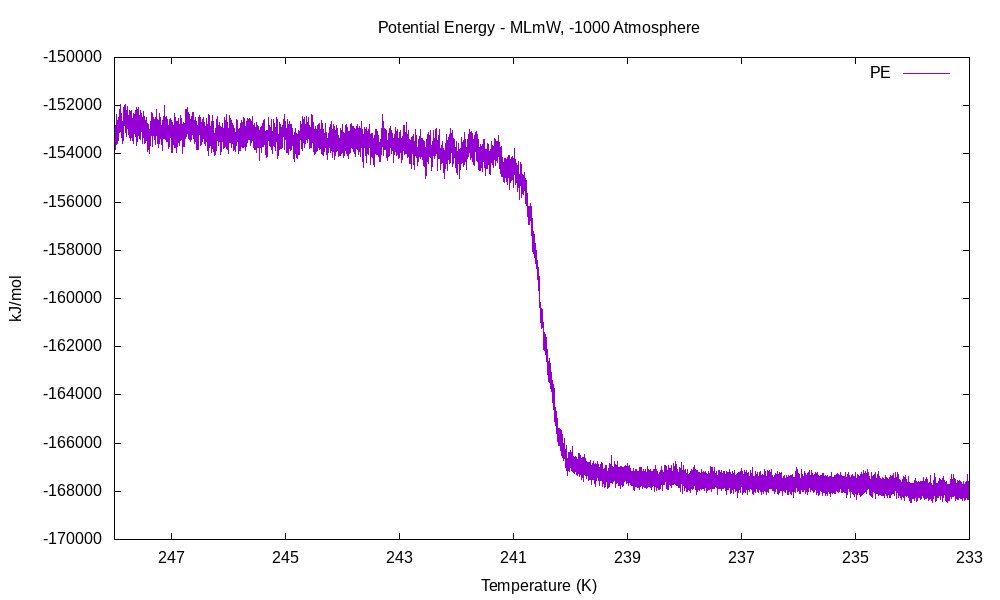 Potential Energy - MLmW, -1000 Atmosphere
PE
-150000
-152000
-154000
-156000
-158000
-160000
-162000
-164000
-166000
-168000
-170000
kJ/mol
247 245 243 241 239 237 235 233
Temperature (K)